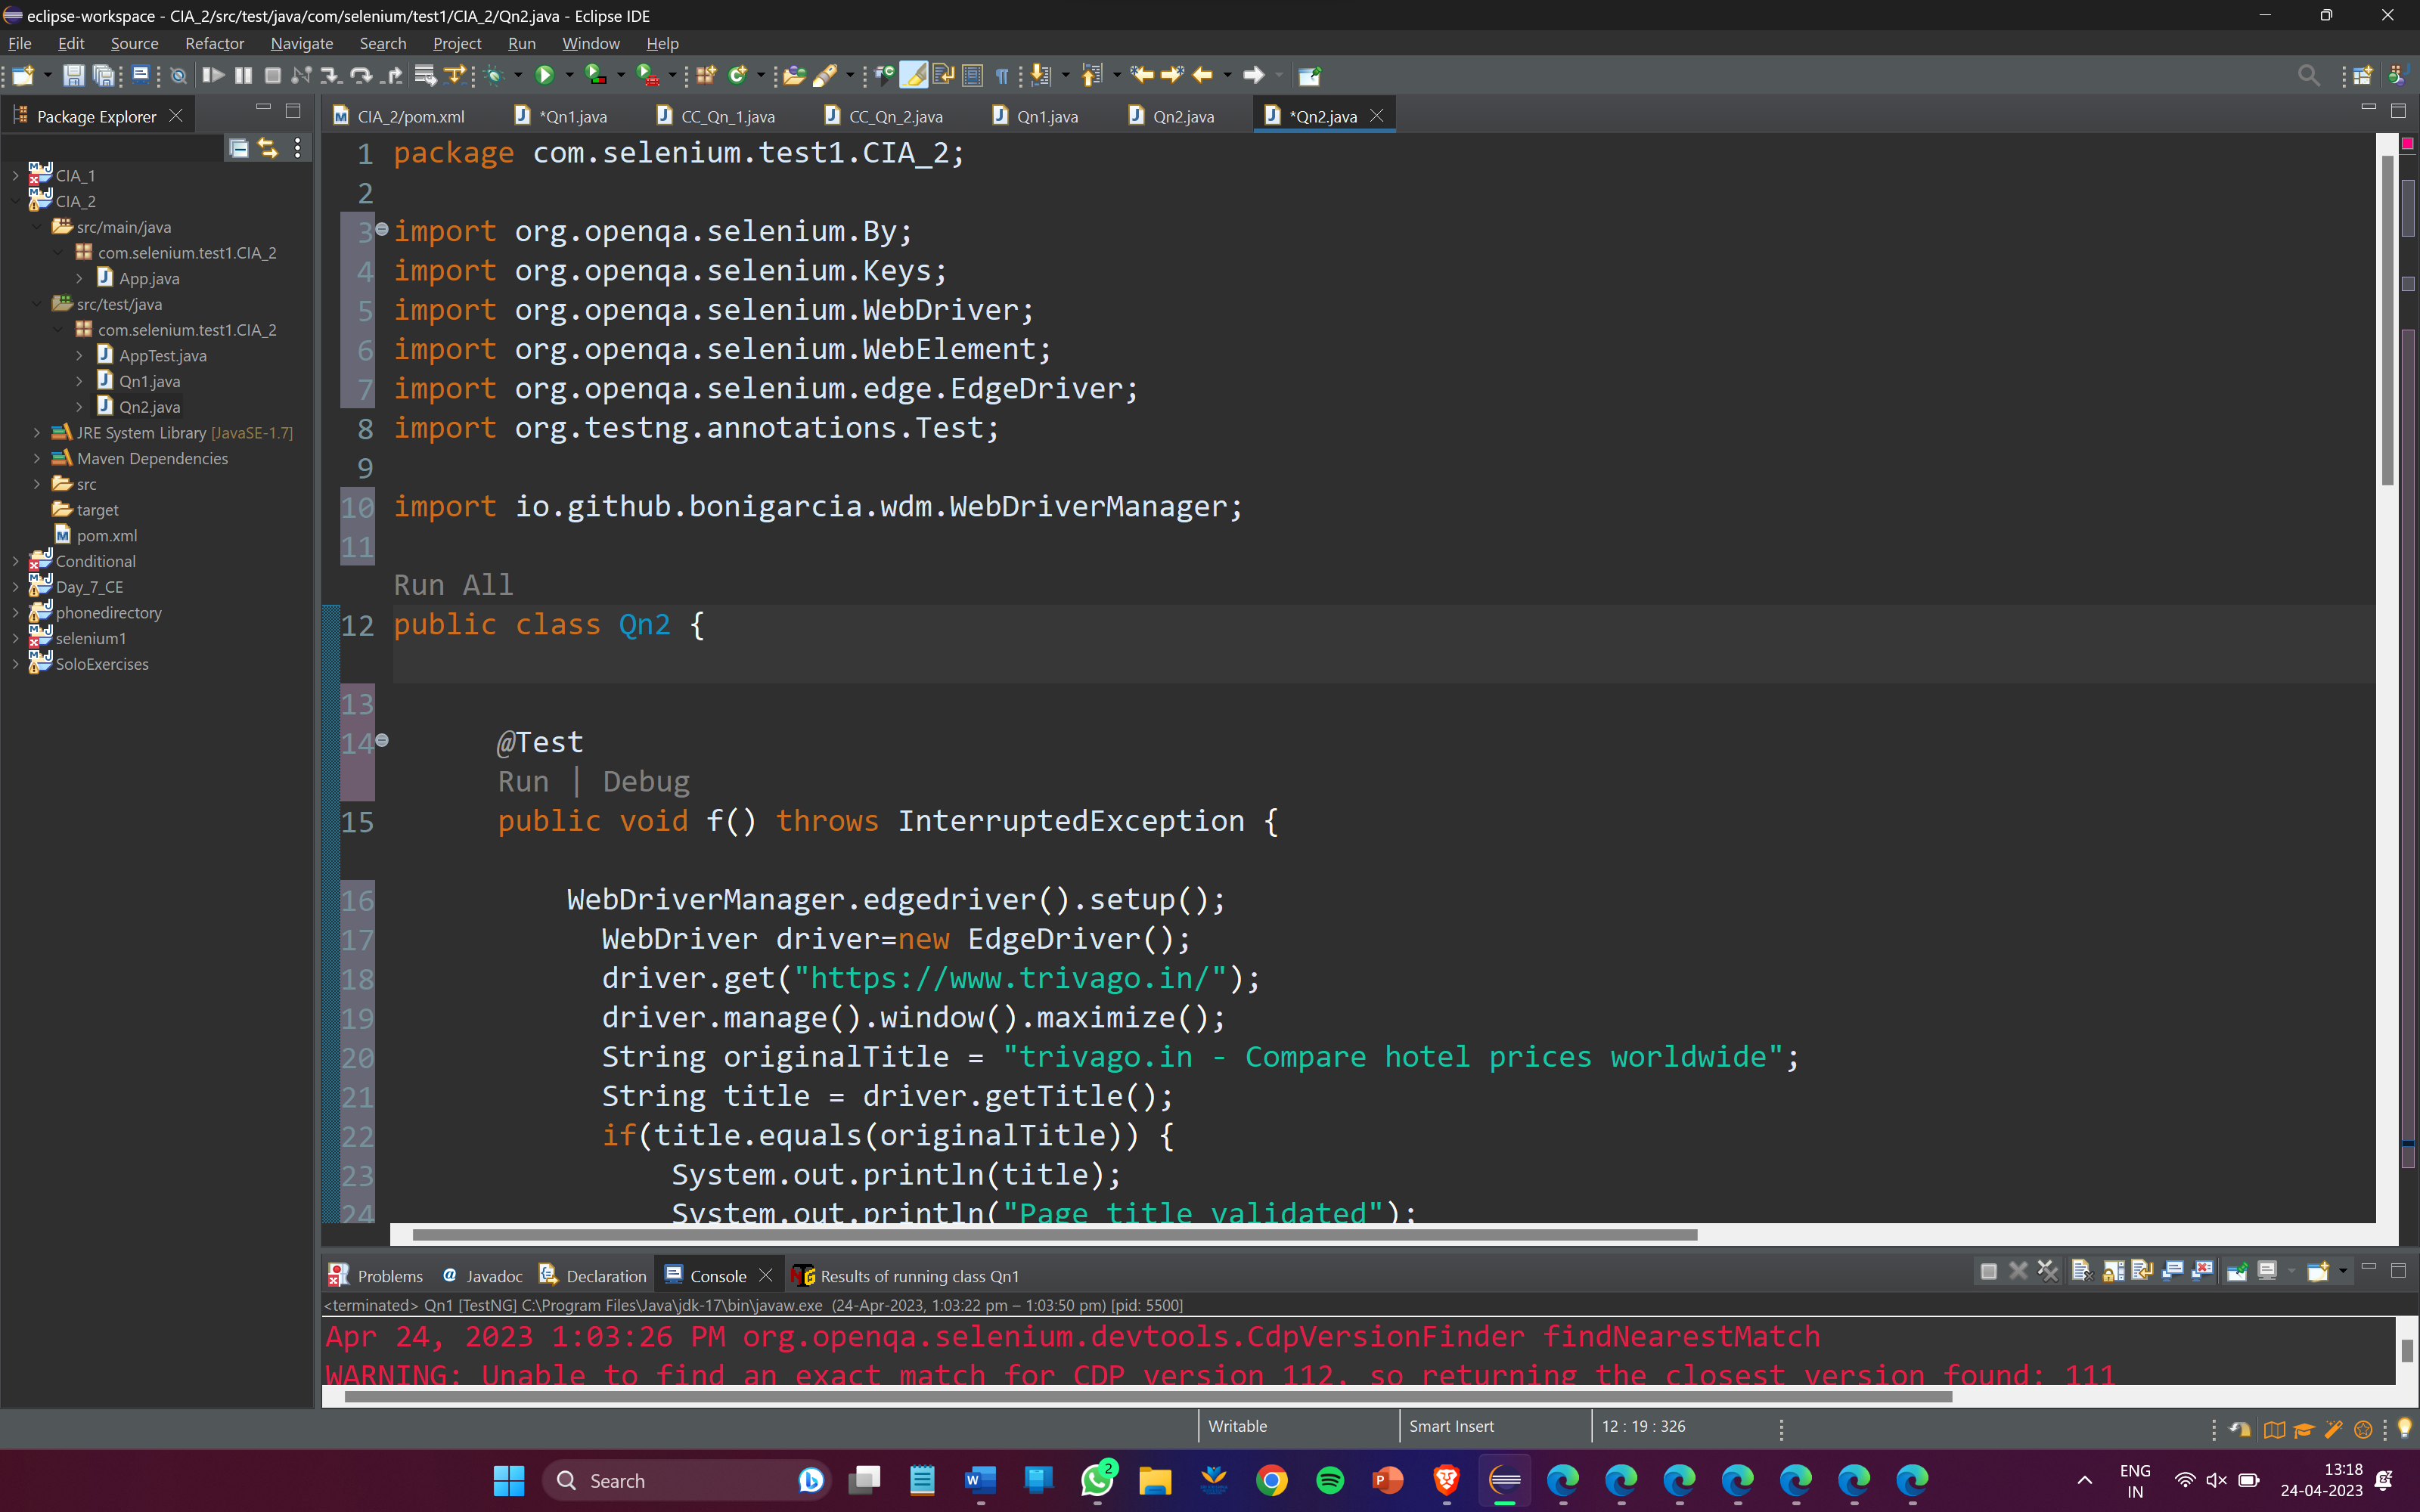 eclipse-workspace - CIA_2/src/test/java/com/selenium/test1/CIA_2/Qn2.java - Eclipse IDE
File Edit Source Refactor Navigate Search Project Run Window Help
Package Explorer
CIA_2/pom.xml *Qn1.java CC_Qn_1.java CC_Qn_2.java Qn1.java Qn2.java *Qn2.java
CIA_1
CIA_2
src/main/java
com.selenium.test1.CIA_2
App.java
src/test/java
com.selenium.test1.CIA_2
AppTest.java
Qn1.java
Qn2.java
JRE System Library [JavaSE-1.7]
Maven Dependencies
src
target
pom.xml
Conditional
Day_7_CE
phonedirectory
selenium1
SoloExercises
1 package com.selenium.test1.CIA_2;
2
3 import org.openqa.selenium.By;
4 import org.openqa.selenium.Keys;
5 import org.openqa.selenium.WebDriver;
6 import org.openqa.selenium.WebElement;
7 import org.openqa.selenium.edge.EdgeDriver;
8 import org.testng.annotations.Test;
9
10 import io.github.bonigarcia.wdm.WebDriverManager;
11
Run All
12 public class Qn2 {
13
14 @Test
Run | Debug
15 public void f() throws InterruptedException {
16 WebDriverManager.edgedriver().setup();
17 WebDriver driver=new EdgeDriver();
18 driver.get("https://www.trivago.in/");
19 driver.manage().window().maximize();
20 String originalTitle = "trivago.in - Compare hotel prices worldwide";
21 String title = driver.getTitle();
22 if(title.equals(originalTitle)) {
23 System.out.println(title);
24 System.out.println("Page title validated");
Problems Javadoc Declaration Console Results of running class Qn1
<terminated> Qn1 [TestNG] C:\Program Files\Java\jdk-17\bin\javaw.exe (24-Apr-2023, 1:03:22 pm – 1:03:50 pm) [pid: 5500]
Apr 24, 2023 1:03:26 PM org.openqa.selenium.devtools.CdpVersionFinder findNearestMatch
WARNING: Unable to find an exact match for CDP version 112, so returning the closest version found: 111
Writable Smart Insert 12 : 19 : 326
Search
2
ENG
IN
13:18
24-04-2023